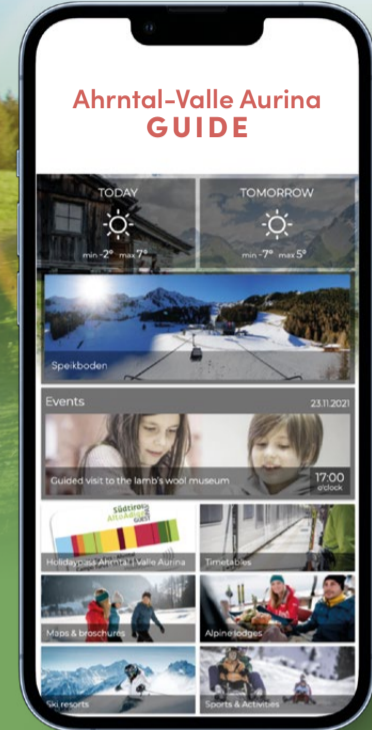 Ahrntal-Valle Aurina
GUIDE
TODAY
TOMORROW
min -2° max 7°
min -7° max 5°
Speikboden
Events
23.11.2021
Guided visit to the lamb's wool museum
17:00
o'clock
Südtirol
AltoAdige
GUEST
Holidaypass Ahrntal | Valle Aurina
Timetables
Maps & broschures
Alpine lodges
Ski resorts
Sports & Activities